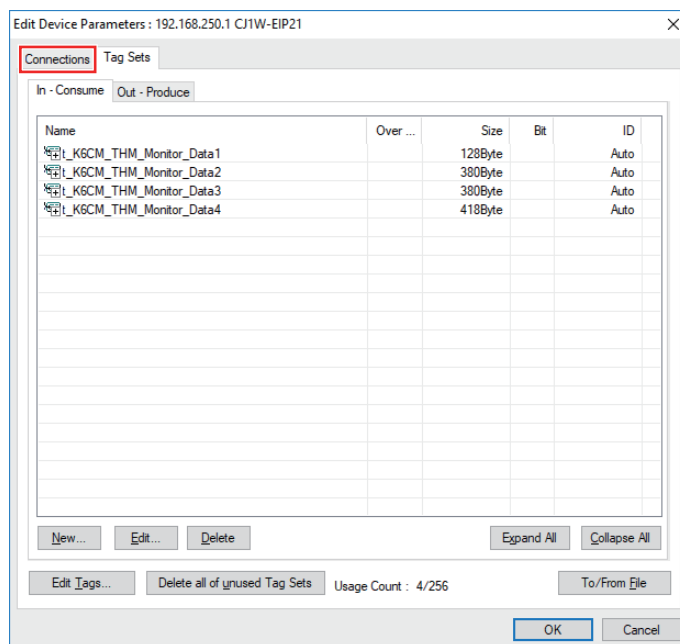 Edit Device Parameters : 192.168.250.1 CJ1W-EIP21
Connections Tag Sets
In - Consume Out - Produce
Name Over ... Size Bit ID
t_K6CM_THM_Monitor_Data1 128Byte Auto
t_K6CM_THM_Monitor_Data2 380Byte Auto
t_K6CM_THM_Monitor_Data3 380Byte Auto
t_K6CM_THM_Monitor_Data4 418Byte Auto
New... Edit... Delete Expand All Collapse All
Edit Tags... Delete all of unused Tag Sets Usage Count : 4/256 To/From File
OK Cancel